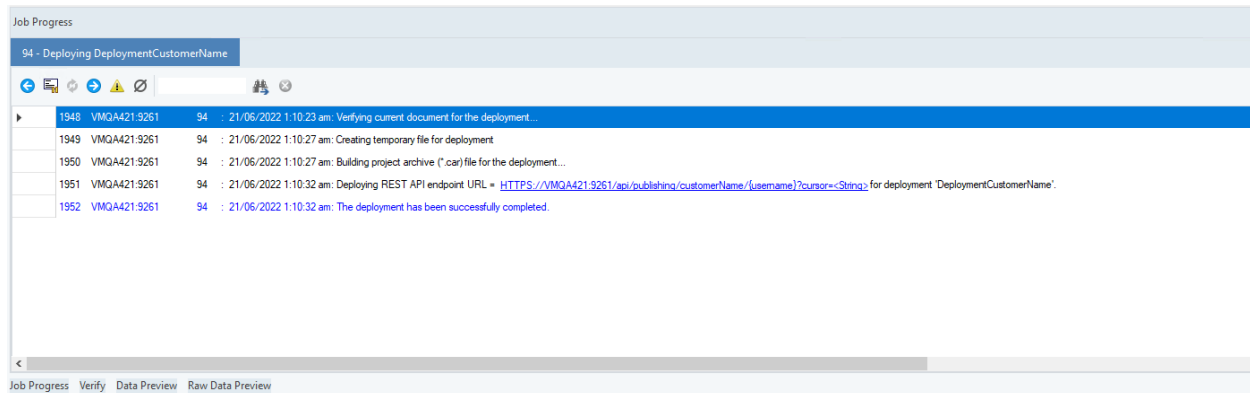 Job Progress
94 - Deploying DeploymentCustomerName
1948 VMQA421:9261 94 : 21/06/2022 1:10:23 am: Verifying current document for the deployment...
1949 VMQA421:9261 94 : 21/06/2022 1:10:27 am: Creating temporary file for deployment
1950 VMQA421:9261 94 : 21/06/2022 1:10:27 am: Building project archive (*.car) file for the deployment...
1951 VMQA421:9261 94 : 21/06/2022 1:10:32 am: Deploying REST API endpoint URL = HTTPS://VMQA421:9261/api/publishing/customerName/{username}?cursor=<String> for deployment 'DeploymentCustomerName'.
1952 VMQA421:9261 94 : 21/06/2022 1:10:32 am: The deployment has been successfully completed.
Job Progress Verify Data Preview Raw Data Preview